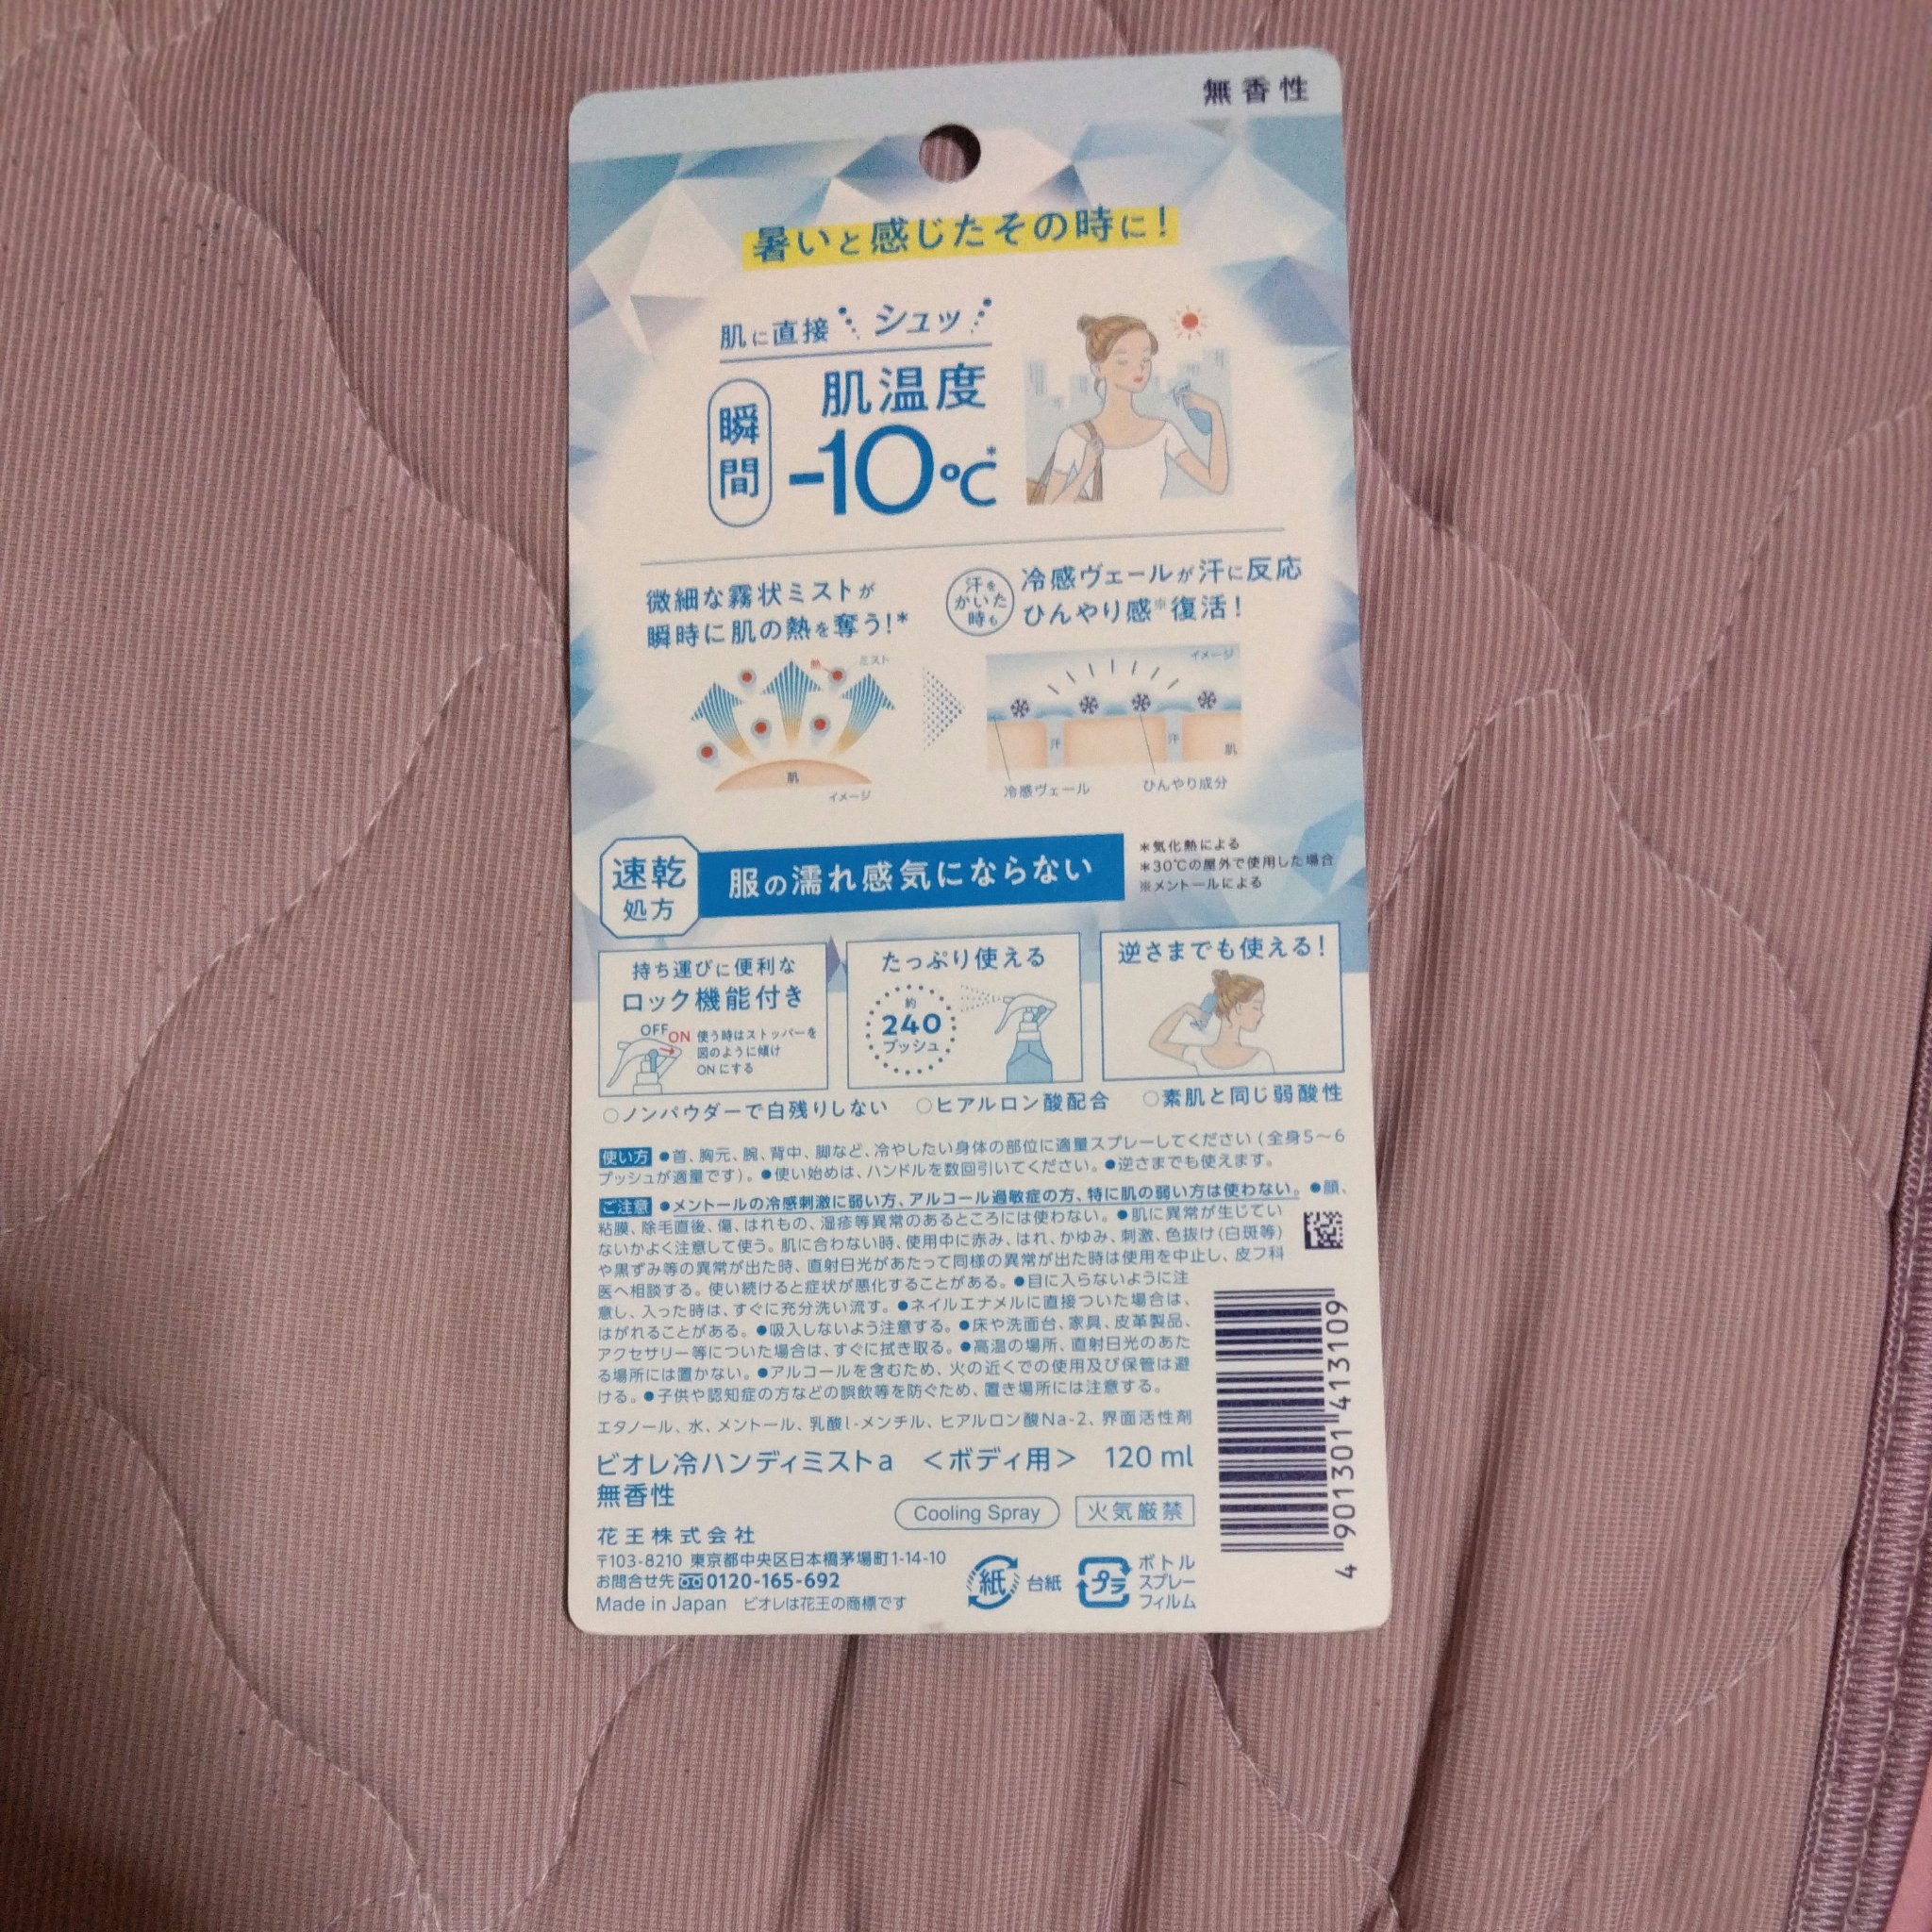 無香性
暑いと感じたその時に！
肌に直接 シュッ
瞬間
肌温度
-10℃*
微細な霧状ミストが
瞬時に肌の熱を奪う!*
熱 ミスト
肌
イメージ
汗をかいた時も
冷感ヴェールが汗に反応
ひんやり感※復活！
イメージ
汗 汗 肌
冷感ヴェール ひんやり成分
速乾
処方
服の濡れ感気にならない
＊気化熱による
＊30℃の屋外で使用した場合
※メントールによる
持ち運びに便利な
ロック機能付き
OFF ON 使う時はストッパーを
図のように傾け
ONにする
たっぷり使える
約
240
プッシュ
逆さまでも使える！
○ノンパウダーで白残りしない ○ヒアルロン酸配合 ○素肌と同じ弱酸性
使い方 ●首、胸元、腕、背中、脚など、冷やしたい身体の部位に適量スプレーしてください（全身5～6
プッシュが適量です）。●使い始めは、ハンドルを数回引いてください。●逆さまでも使えます。
ご注意 ●メントールの冷感刺激に弱い方、アルコール過敏症の方、特に肌の弱い方は使わない。●顔、
粘膜、除毛直後、傷、はれもの、湿疹等異常のあるところには使わない。●肌に異常が生じてい
ないかよく注意して使う。肌に合わない時、使用中に赤み、はれ、かゆみ、刺激、色抜け(白斑等)
や黒ずみ等の異常が出た時、直射日光があたって同様の異常が出た時は使用を中止し、皮フ科
医へ相談する。使い続けると症状が悪化することがある。●目に入らないように注
意し、入った時は、すぐに充分洗い流す。●ネイルエナメルに直接ついた場合は、
はがれることがある。●吸入しないよう注意する。●床や洗面台、家具、皮革製品、
アクセサリー等についた場合は、すぐに拭き取る。●高温の場所、直射日光のあた
る場所には置かない。●アルコールを含むため、火の近くでの使用及び保管は避
ける。●子供や認知症の方などの誤飲等を防ぐため、置き場所には注意する。
エタノール、水、メントール、乳酸l-メンチル、ヒアルロン酸Na-2、界面活性剤
ビオレ冷ハンディミストa ＜ボディ用＞ 120 ml
無香性
Cooling Spray 火気厳禁
花王株式会社
〒103-8210 東京都中央区日本橋茅場町1-14-10
お問合せ先 0120-165-692
Made in Japan ビオレは花王の商標です
紙 台紙
プラ ボトル
スプレー
フィルム
4 901301 413109